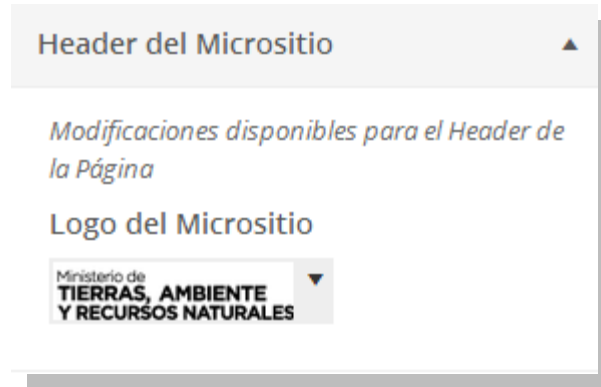 Header del Micrositio
Modificaciones disponibles para el Header de
la Página
Logo del Micrositio
Ministerio de
TIERRAS, AMBIENTE
Y RECURSOS NATURALES